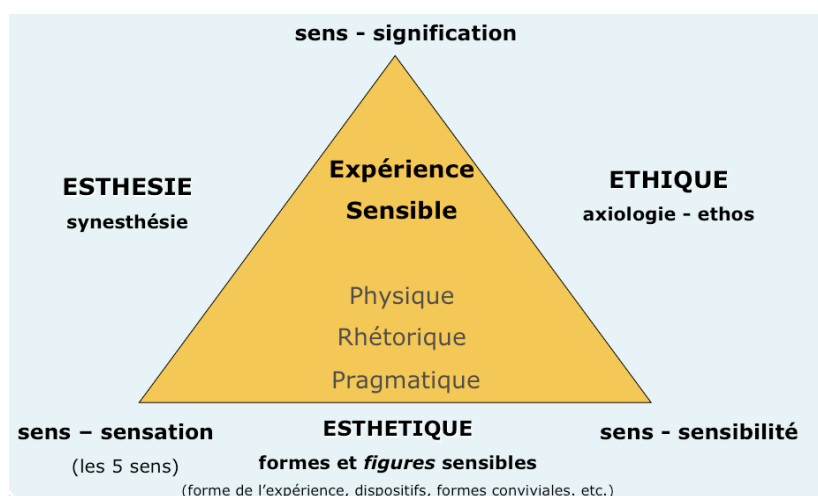 sens - signification
Expérience
Sensible
ESTHESIE
synesthésie
ETHIQUE
axiologie - ethos
Physique
Rhétorique
Pragmatique
sens – sensation
(les 5 sens)
ESTHETIQUE
formes et figures sensibles
(forme de l'expérience, dispositifs, formes conviviales. etc.)
sens - sensibilité